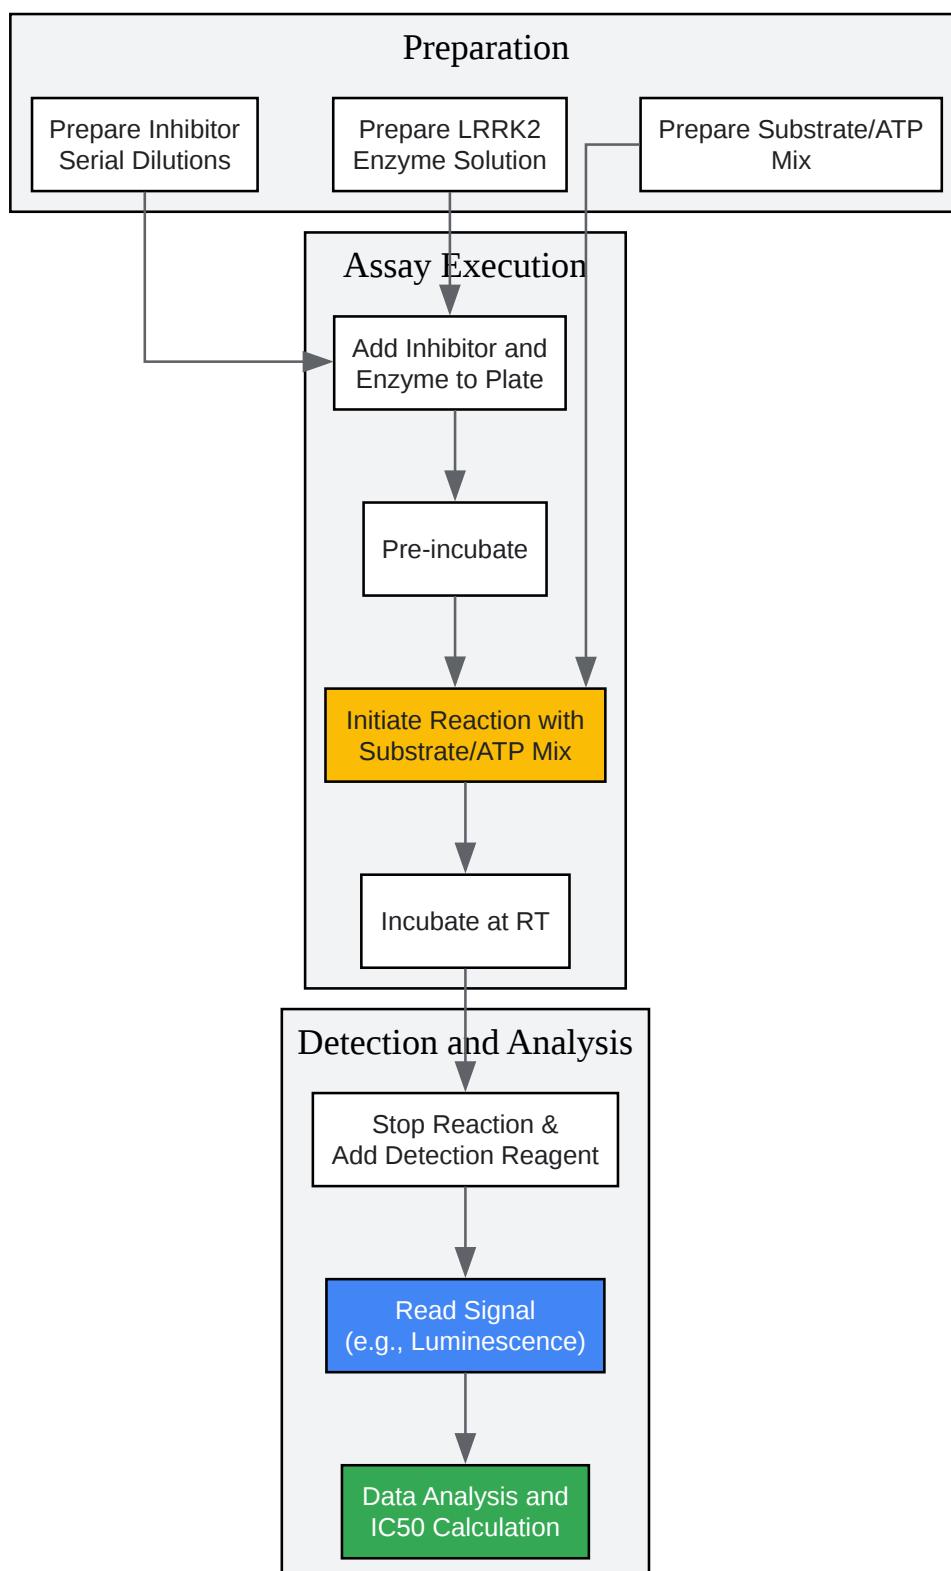 Preparation
Prepare Inhibitor
Serial Dilutions
Prepare LRRK2
Enzyme Solution
Prepare Substrate/ATP
Mix
Assay Execution
Add Inhibitor and
Enzyme to Plate
Pre-incubate
Initiate Reaction with
Substrate/ATP Mix
Incubate at RT
Detection and Analysis
Stop Reaction &
Add Detection Reagent
Read Signal
(e.g., Luminescence)
Data Analysis and
IC50 Calculation